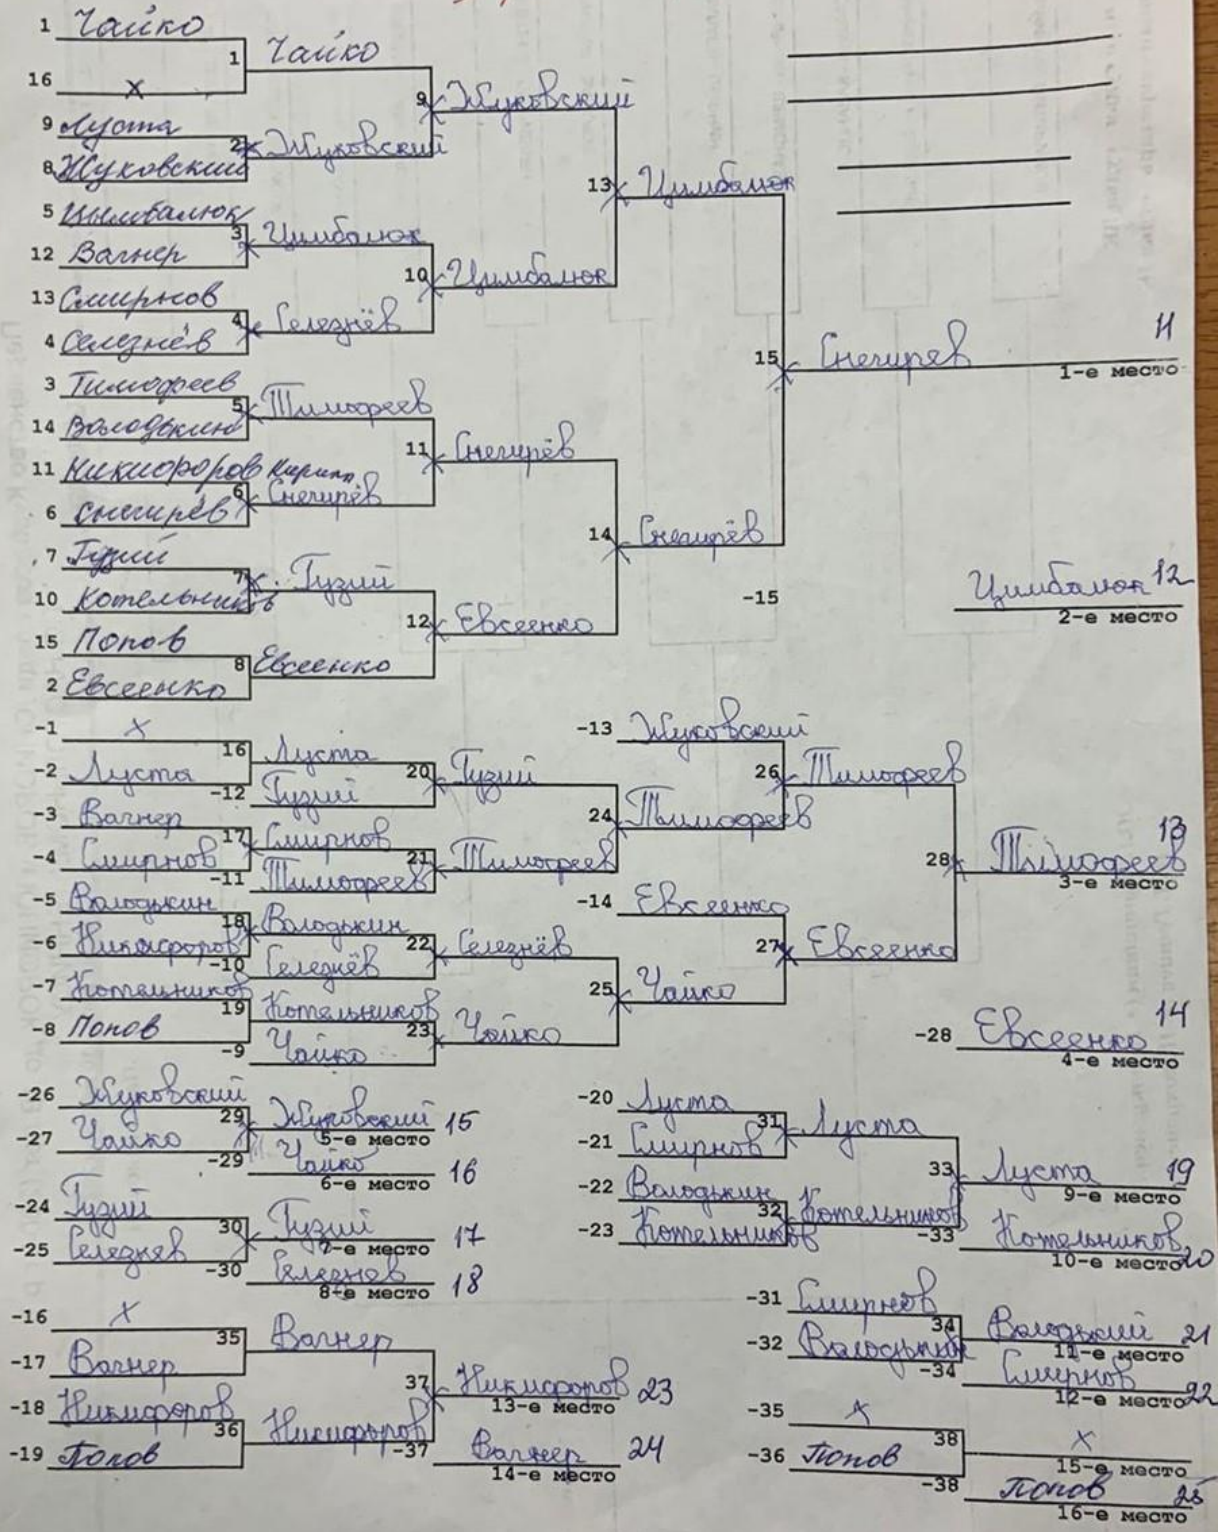 1 Чайко
1 Чайко
16 х
9 Жуковский
9 Луста
2 Жуковский
8 Жуковский
13 Цимбалюк
5 Цымбалюк
3 Цимбалюк
12 Вагнер
10 Цимбалюк
13 Смирнов
4 Селезнёв
4 Селезнёв
15 Снегирев 11
1-е место
3 Тимофеев
5 Тимофеев
14 Володькин
11 Снегирёв
11 Никифоров Кирилл
6 Снегирёв
6 Снегирёв
14 Снегирёв
7 Гузий
7 Гузий
10 Котельников
-15 Цимбалюк 12
2-е место
12 Евсеенко
15 Попов
8 Евсеенко
2 Евсеенко
-1 х
-13 Жуковский
16 Луста
-2 Луста
20 Гузий
26 Тимофеев
-12 Гузий
-3 Вагнер
24 Тимофеев
17 Смирнов
-4 Смирнов
21 Тимофеев
28 Тимофеев 13
3-е место
-11 Тимофеев
-5 Володькин
-14 Евсеенко
18 Володькин
-6 Никифоров
22 Селезнёв
27 Евсеенко
-10 Селезнёв
-7 Котельников
25 Чайко
19 Котельников
-8 Попов
23 Чайко
-28 Евсеенко 14
4-е место
-9 Чайко
-26 Жуковский
-20 Луста
29 Жуковский 15
5-е место
31 Луста
-27 Чайко
-21 Смирнов
-29 Чайко 16
6-е место
33 Луста 19
9-е место
-24 Гузий
-22 Володькин
30 Гузий 17
7-е место
32 Котельников
-25 Селезнев
-23 Котельников
-33 Котельников 20
10-е место
-30 Селезнев 18
8-е место
-16 х
-31 Смирнов
35 Вагнер
34 Володький 21
11-е место
-17 Вагнер
-32 Володькин
-34 Смирнов 22
12-е место
37 Никифоров 23
13-е место
-18 Никифоров
-35 х
36 Никифоров
38 х
15-е место
-19 Попов
-37 Вагнер 24
14-е место
-36 Попов
-38 Попов 25
16-е место